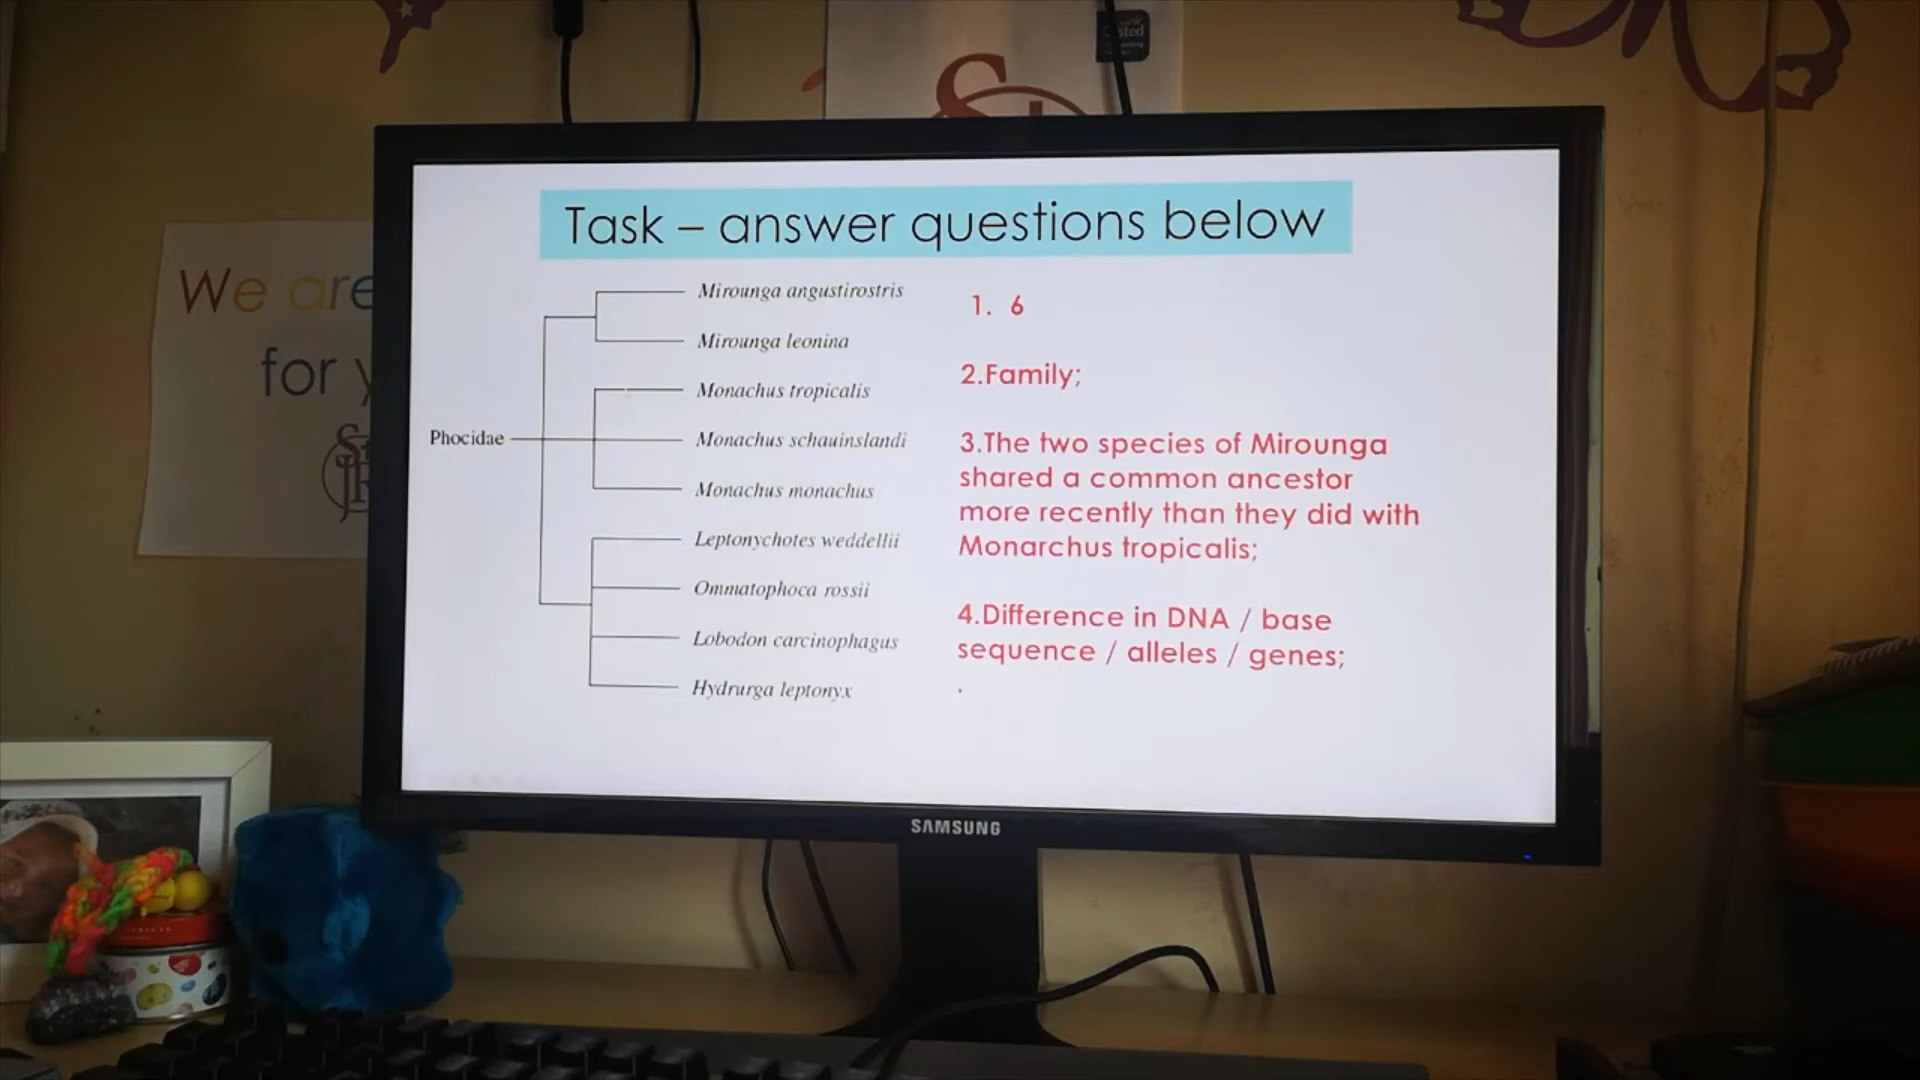 sted
We are
for
Task – answer questions below
Phocidae
Mirounga angustirostris
Mirounga leonina
Monachus tropicalis
Monachus schauinslandi
Monachus monachus
Leptonychotes weddellii
Ommatophoca rossii
Lobodon carcinophagus
Hydrurga leptonyx
1. 6
2.Family;
3.The two species of Mirounga
shared a common ancestor
more recently than they did with
Monarchus tropicalis;
4.Difference in DNA / base
sequence / alleles / genes;
.
SAMSUNG